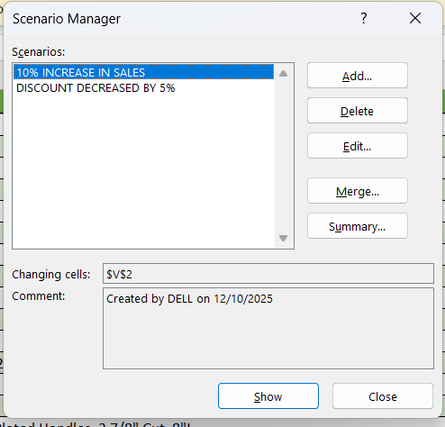 Scenario Manager
?
Scenarios:
10% INCREASE IN SALES
DISCOUNT DECREASED BY 5%
Add...
Delete
Edit...
Merge...
Summary...
Changing cells:
$V$2
Comment:
Created by DELL on 12/10/2025
Show
Close